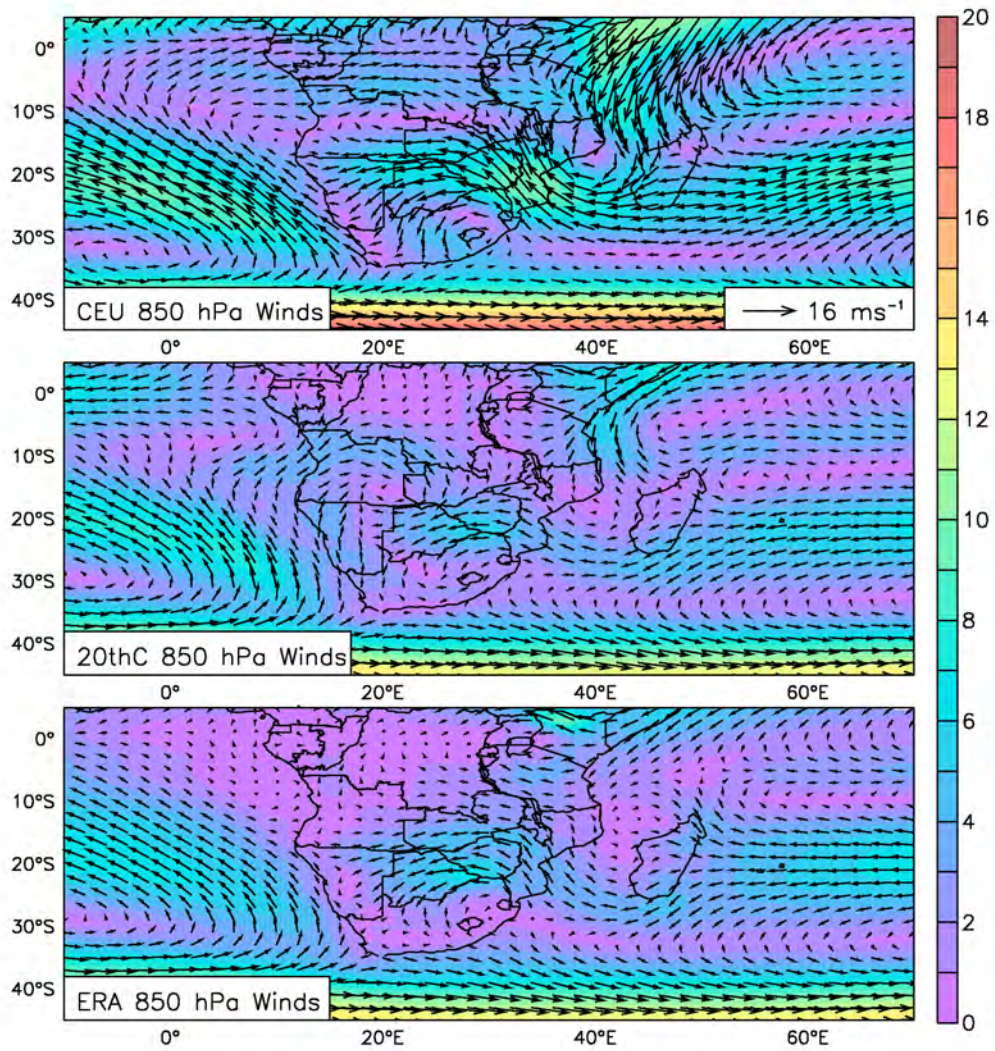 0°
10°S
20°S
30°S
40°S
CEU 850 hPa Winds
16 ms⁻¹
0° 20°E 40°E 60°E
0°
10°S
20°S
30°S
40°S
20thC 850 hPa Winds
0° 20°E 40°E 60°E
0°
10°S
20°S
30°S
40°S
ERA 850 hPa Winds
0° 20°E 40°E 60°E
20
18
16
14
12
10
8
6
4
2
0